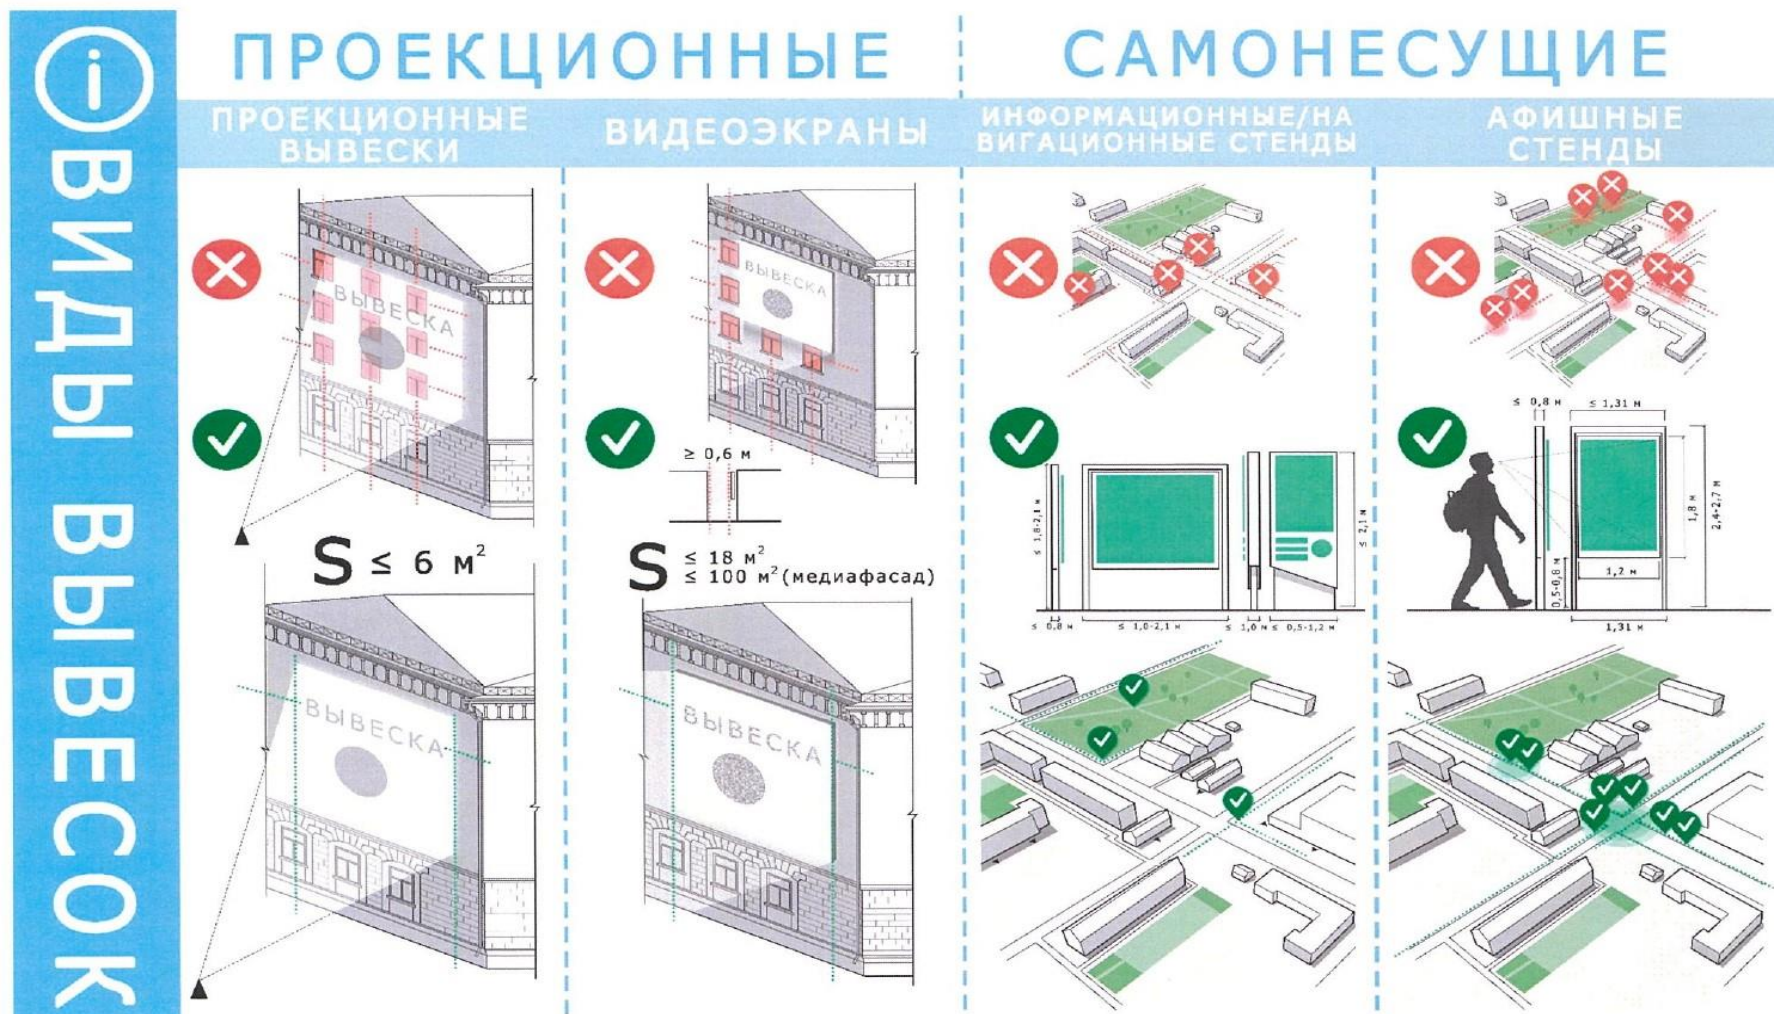 i ВИДЫ ВЫВЕСОК
ПРОЕКЦИОННЫЕ
САМОНЕСУЩИЕ
ПРОЕКЦИОННЫЕ
ВЫВЕСКИ
ВИДЕОЭКРАНЫ
ИНФОРМАЦИОННЫЕ/НА
ВИГАЦИОННЫЕ СТЕНДЫ
АФИШНЫЕ
СТЕНДЫ
ВЫВЕСКА
S ≤ 6 м²
ВЫВЕСКА
ВЫВЕСКА
≥ 0,6 м
S ≤ 18 м²
≤ 100 м² (медиафасад)
ВЫВЕСКА
≤ 1,8-2,1 м
≤ 2,1 м
≤ 0,8 м
≤ 1,0-2,1 м
≤ 1,0 м
≤ 0,5-1,2 м
≤ 0,8 м
≤ 1,31 м
1,8 м
2,4-2,7 м
0,5-0,8 м
1,2 м
1,31 м